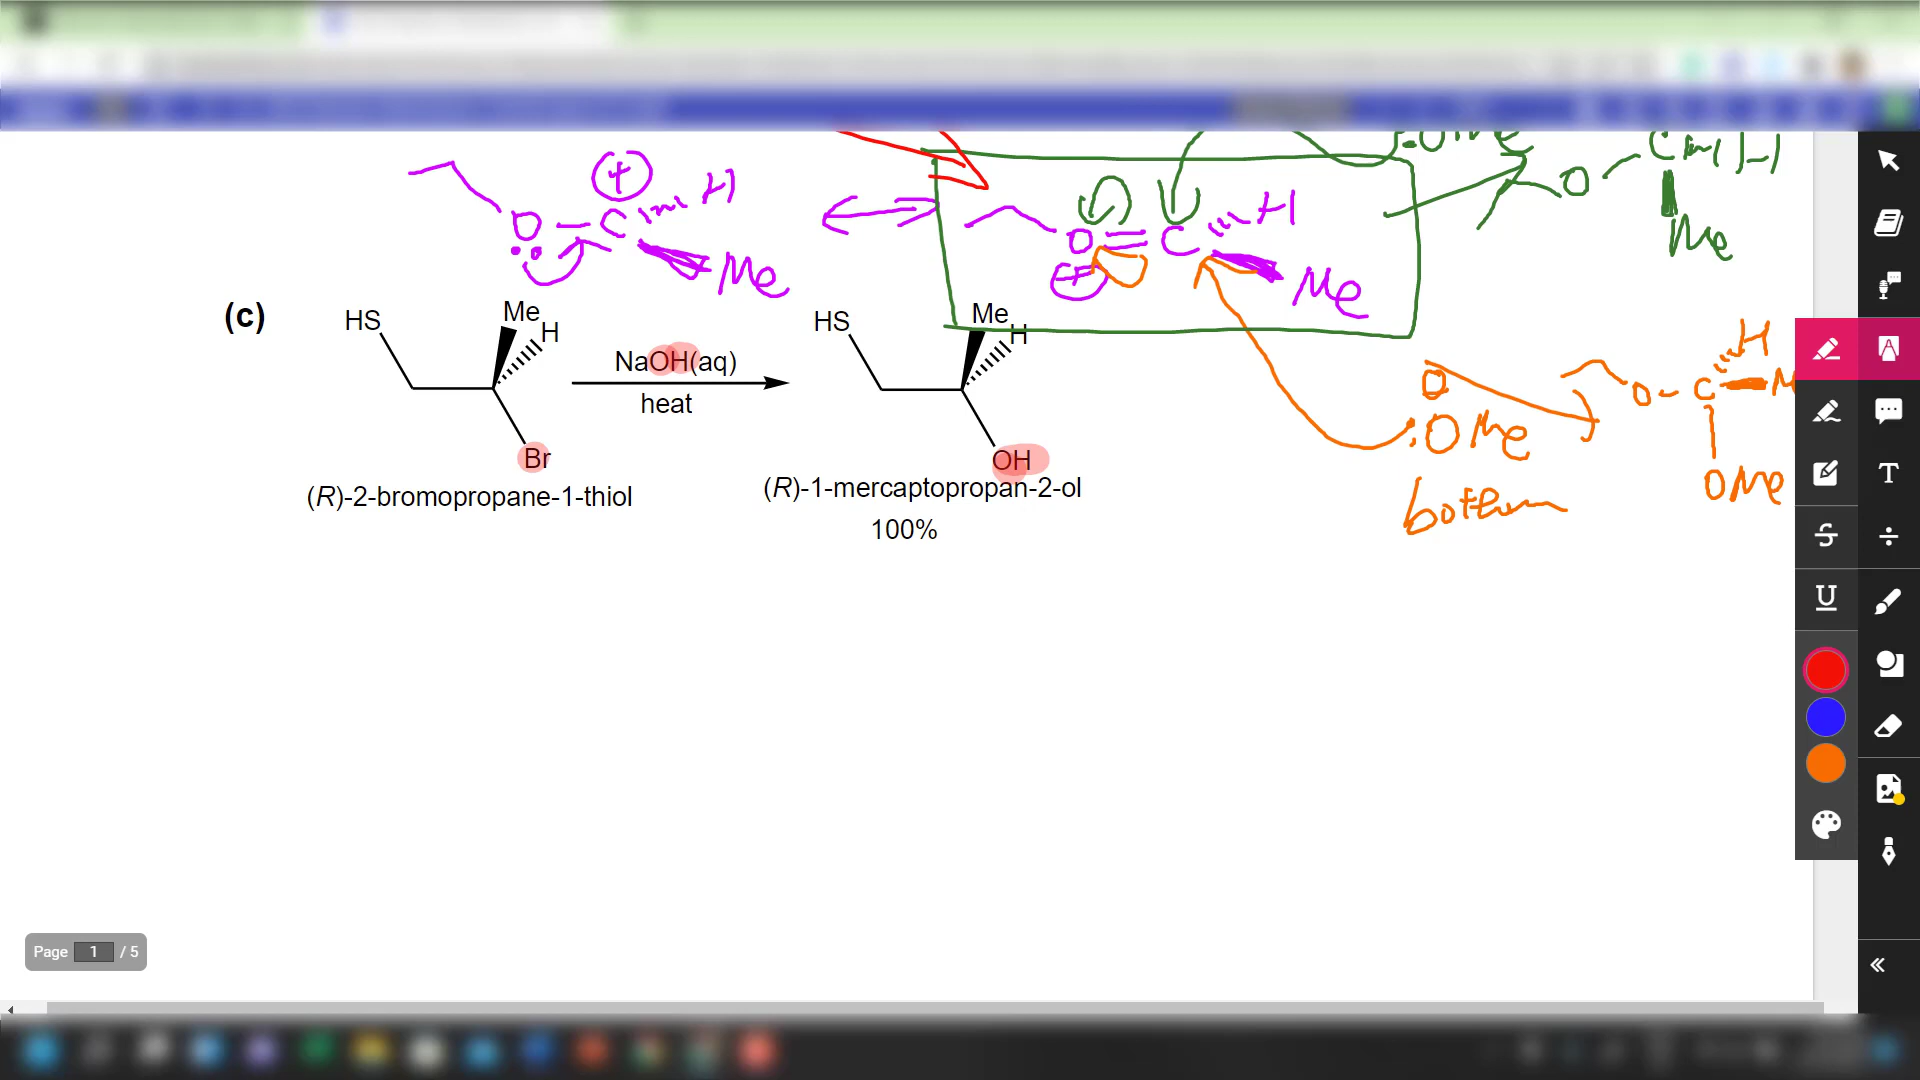 :OMe
O
C
H
Me
+
H
O
C
Me
O
C
H
+
Me
(c)
HS
Me
H
NaOH(aq)
heat
Br
(R)-2-bromopropane-1-thiol
HS
Me
H
OH
(R)-1-mercaptopropan-2-ol
100%
:OMe
bottom
H
O
C
OMe
T
S
U
Page 1 / 5